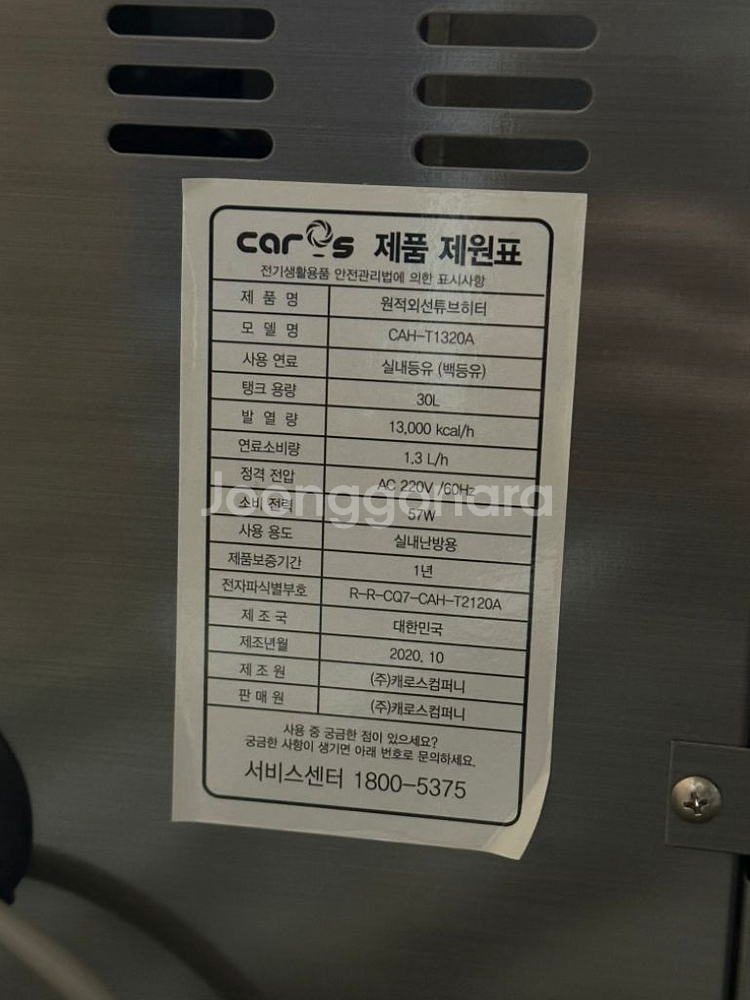 caros 제품 제원표
전기생활용품 안전관리법에 의한 표시사항
제품명 원적외선튜브히터
모델명 CAH-T1320A
사용 연료 실내등유 (백등유)
탱크 용량 30L
발열량 13,000 kcal/h
연료소비량 1.3 L/h
정격 전압 AC 220V /60Hz
소비 전력 57W
사용 용도 실내난방용
제품보증기간 1년
전자파식별부호 R-R-CQ7-CAH-T2120A
제조국 대한민국
제조년월 2020. 10
제조원 (주)캐로스컴퍼니
판매원 (주)캐로스컴퍼니
사용 중 궁금한 점이 있으세요?
궁금한 사항이 생기면 아래 번호로 문의하세요.
서비스센터 1800-5375
Joonggonara